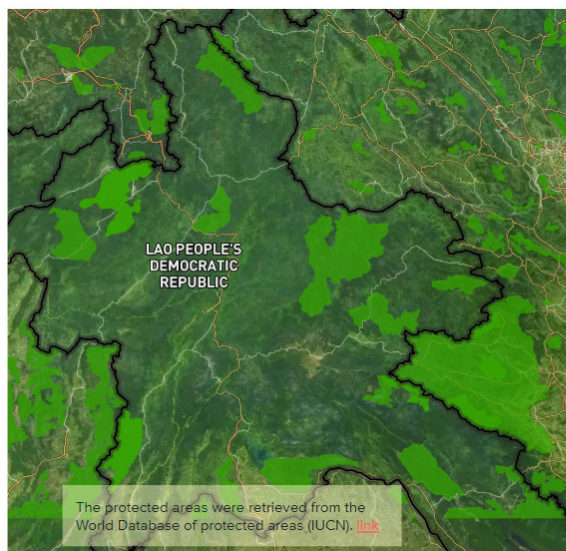 LAO PEOPLE'S
DEMOCRATIC
REPUBLIC
The protected areas were retrieved from the
World Database of protected areas (IUCN). link